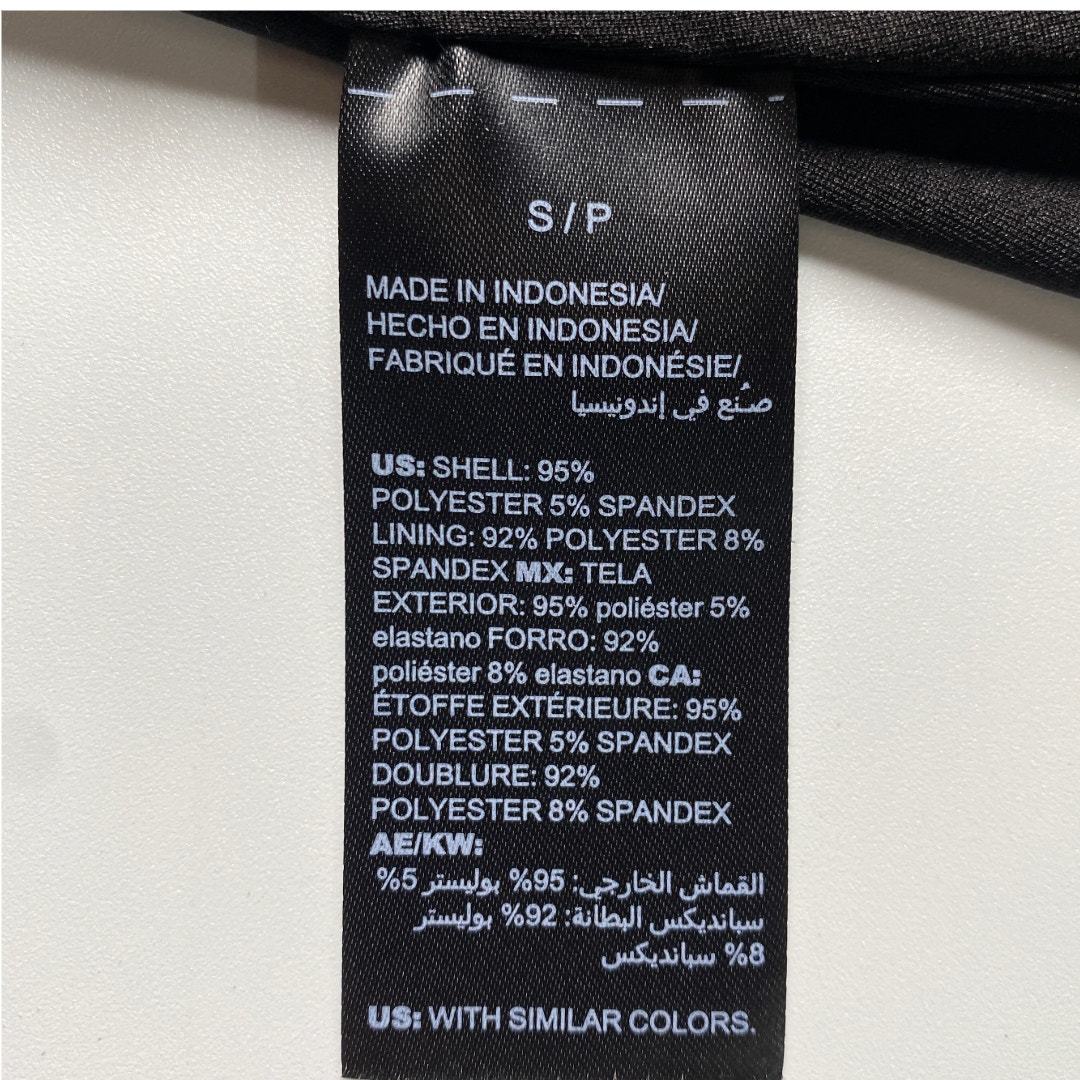 S / P
MADE IN INDONESIA/
HECHO EN INDONESIA/
FABRIQUÉ EN INDONÉSIE/
صُنع في إندونيسيا
US: SHELL: 95%
POLYESTER 5% SPANDEX
LINING: 92% POLYESTER 8%
SPANDEX MX: TELA
EXTERIOR: 95% poliéster 5%
elastano FORRO: 92%
poliéster 8% elastano CA:
ÉTOFFE EXTÉRIEURE: 95%
POLYESTER 5% SPANDEX
DOUBLURE: 92%
POLYESTER 8% SPANDEX
AE/KW:
القماش الخارجي: 95% بوليستر 5%
سبانديكس البطانة: 92% بوليستر
8% سبانديكس
US: WITH SIMILAR COLORS.